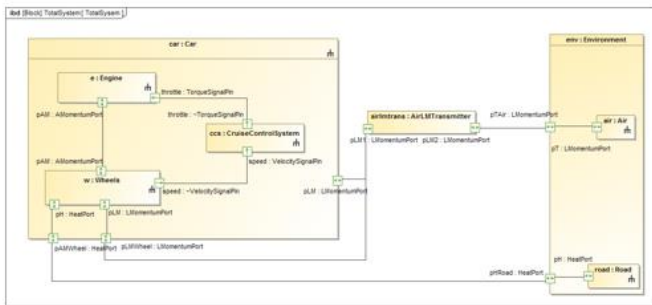 ibd [Block] TotalSystem [ TotalSysem ]
car : Car
env : Environment
e : Engine
throttle : TorqueSignalPin
pAM : AMomentumPort
throttle : ~TorqueSignalPin
ccs : CruiseControlSystem
airlmtrans : AirLMTransmitter
pTAir : LMomentumPort
air : Air
pLM1 : LMomentumPort
pLM2 : LMomentumPort
pT : LMomentumPort
pAM : AMomentumPort
speed : VelocitySignalPin
w : Wheels
speed : ~VelocitySignalPin
pLM : LMomentumPort
pH : HeatPort
pLM : LMomentumPort
pAMWheel : HeatPort
pLMWheel : LMomentumPort
pH : HeatPort
pHRoad : HeatPort
road : Road